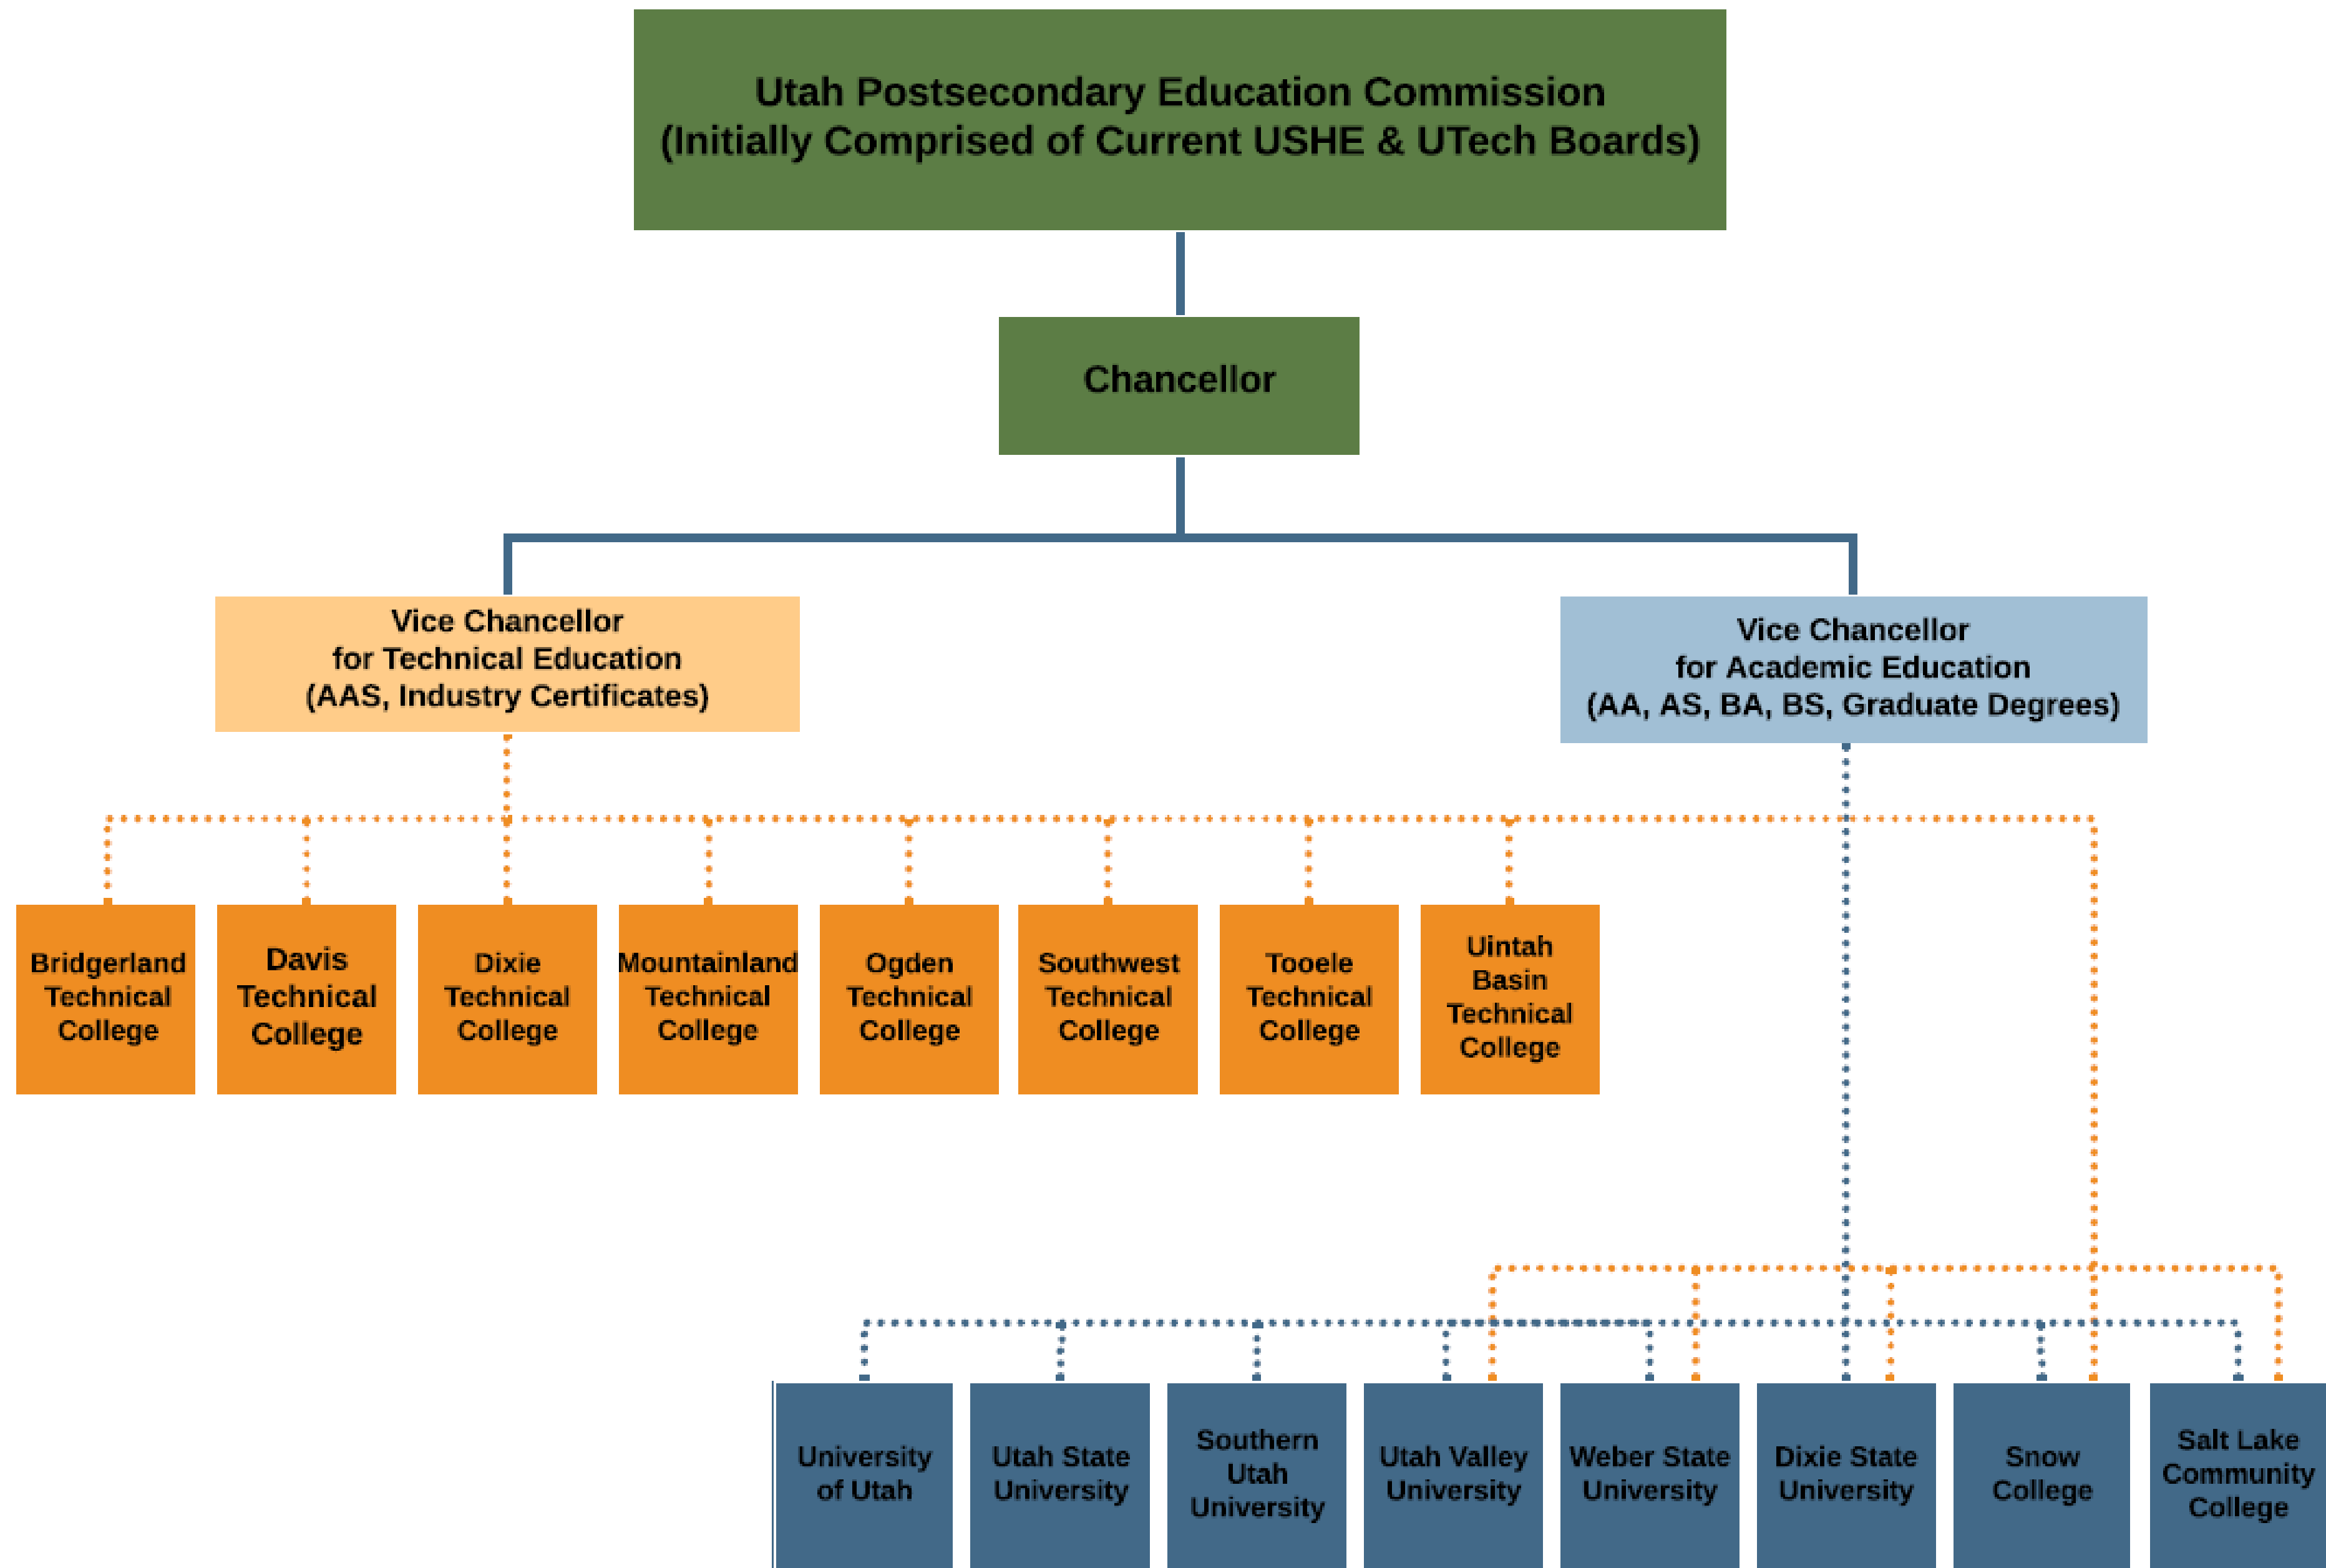 Utah Postsecondary Education Commission
(Initially Comprised of Current USHE & UTech Boards)
Chancellor
Vice Chancellor
for Technical Education
(AAS, Industry Certificates)
Vice Chancellor
for Academic Education
(AA, AS, BA, BS, Graduate Degrees)
Bridgerland
Technical
College
Davis
Technical
College
Dixie
Technical
College
Mountainland
Technical
College
Ogden
Technical
College
Southwest
Technical
College
Tooele
Technical
College
Uintah
Basin
Technical
College
University
of Utah
Utah State
University
Southern
Utah
University
Utah Valley
University
Weber State
University
Dixie State
University
Snow
College
Salt Lake
Community
College